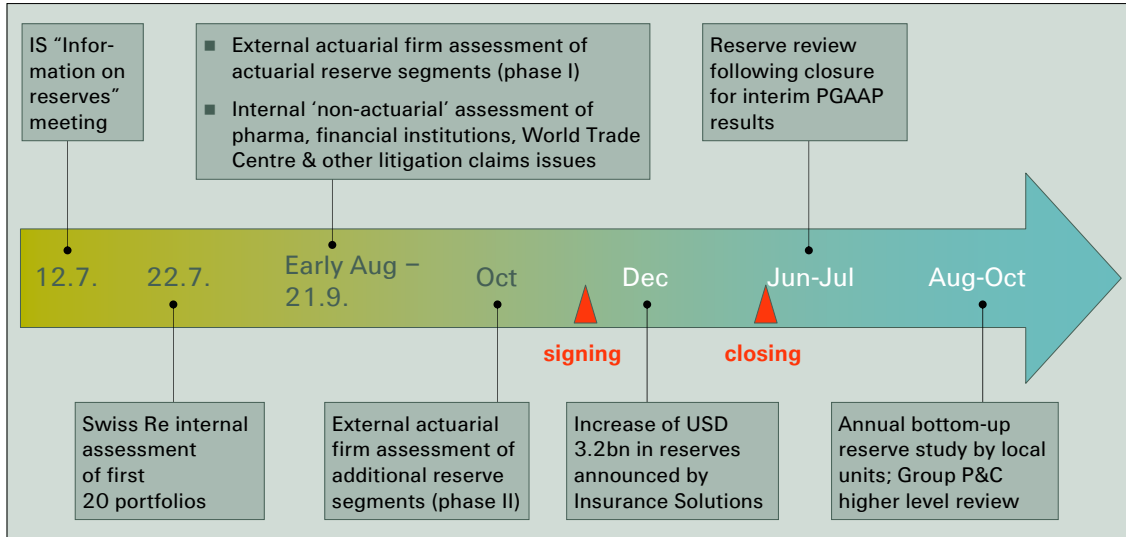 IS “Infor-
mation on
reserves”
meeting
■ External actuarial firm assessment of
actuarial reserve segments (phase I)
■ Internal ‘non-actuarial’ assessment of
pharma, financial institutions, World Trade
Centre & other litigation claims issues
Reserve review
following closure
for interim PGAAP
results
12.7.
22.7.
Early Aug –
21.9.
Oct
Dec
Jun-Jul
Aug-Oct
signing
closing
Swiss Re internal
assessment
of first
20 portfolios
External actuarial
firm assessment of
additional reserve
segments (phase II)
Increase of USD
3.2bn in reserves
announced by
Insurance Solutions
Annual bottom-up
reserve study by local
units; Group P&C
higher level review